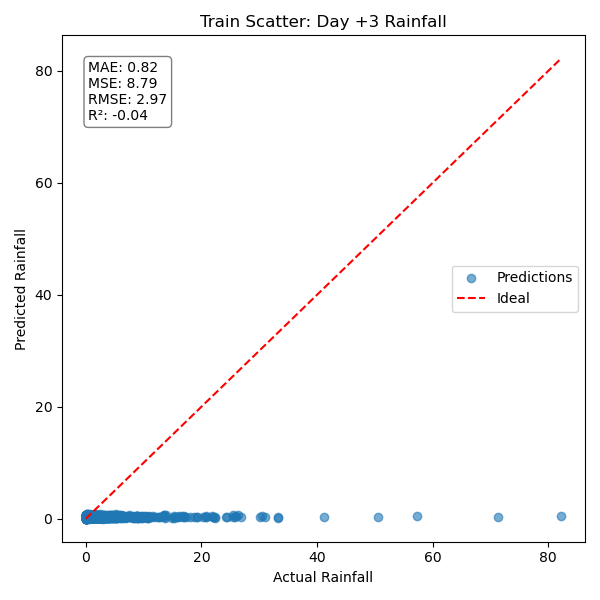 Train Scatter: Day +3 Rainfall
MAE: 0.82
MSE: 8.79
RMSE: 2.97
R²: -0.04
80
60
40
20
0
Predicted Rainfall
Predictions
Ideal
0 20 40 60 80
Actual Rainfall